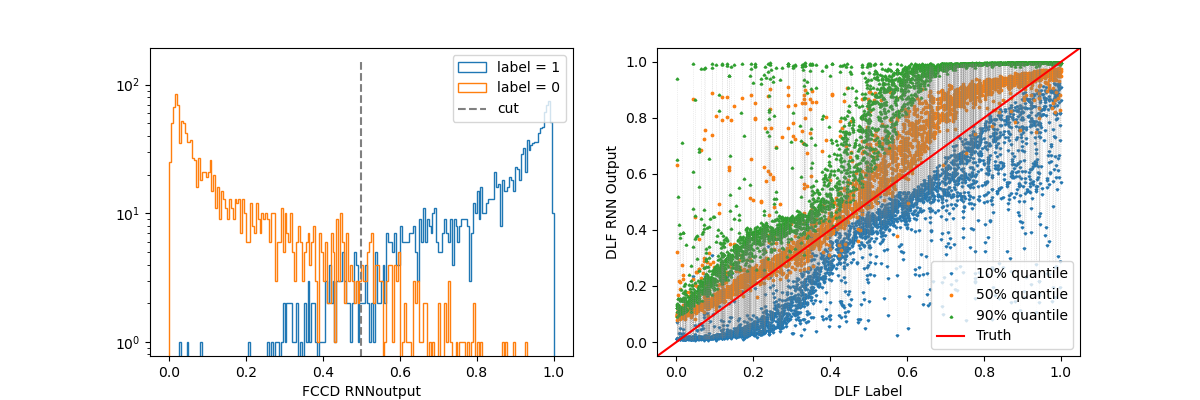 10²
10¹
10⁰
0.0 0.2 0.4 0.6 0.8 1.0
FCCD RNNoutput
label = 1
label = 0
cut
DLF RNN Output
1.0
0.8
0.6
0.4
0.2
0.0
0.0 0.2 0.4 0.6 0.8 1.0
DLF Label
10% quantile
50% quantile
90% quantile
Truth